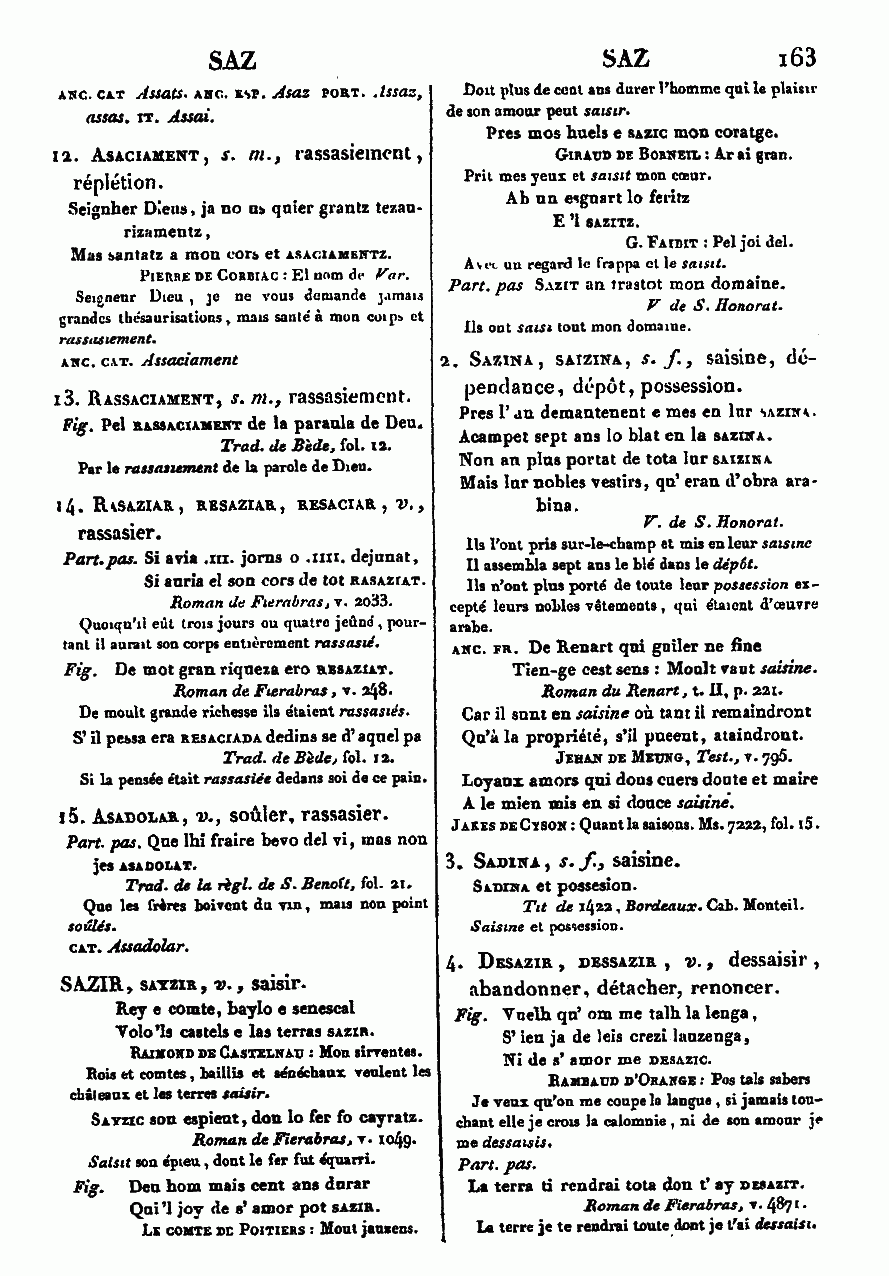 SAZ
SAZ 163
ANC. CAT Assats. ANC. ESP. Asaz PORT. Assaz,
assas. IT. Assai.
12. ASACIAMENT, s. m., rassasiement,
réplétion.
Seignher Dieus, ja no us quier grantz tezau-
rizamentz,
Mas santatz a mon cors et ASACIAMENTZ.
PIERRE DE CORBIAC : El nom de Var.
Seigneur Dieu, je ne vous demande jamais
grandes thésaurisations, mais santé à mon corps et
rassasiement.
ANC. CAT. Assaciament
13. RASSACIAMENT, s. m., rassasiement.
Fig. Pel RASSACIAMENT de la paraula de Deu.
Trad. de Bède, fol. 12.
Par le rassasiement de la parole de Dieu.
14. RASAZIAR, RESAZIAR, RESACIAR, v.,
rassasier.
Part. pas. Si avia .III. jorns o .IIII. dejunat,
Si auria el son cors de tot RASAZIAT.
Roman de Fierabras, v. 2033.
Quoiqu'il eût trois jours ou quatre jeûné, pour-
tant il aurait son corps entièrement rassasié.
Fig. De mot gran riqueza ero RESAZIAT.
Roman de Fierabras, v. 248.
De moult grande richesse ils étaient rassasiés.
S'il pessa era RESACIADA dedins se d'aquel pa
Trad. de Bède, fol. 12.
Si la pensée était rassasiée dedans soi de ce pain.
15. ASADOLAR, v., soûler, rassasier.
Part. pas. Que lhi fraire bevo del vi, mas non
jes ASADOLAT.
Trad. de la règl. de S. Benoît, fol. 21.
Que les frères boivent du vin, mais non point
soûlés.
CAT. Assadolar.
SAZIR, SAYZIR, v., saisir.
Rey e comte, baylo e senescal
Volo'ls castels e las terras SAZIR.
RAIMOND DE CASTELNAU : Mon sirventes.
Rois et comtes, baillis et sénéchaux veulent les
châteaux et les terres saisir.
SAYZIC son espient, don lo fer fo cayratz.
Roman de Fierabras, v. 1049.
Saisit son épieu, dont le fer fut équarri.
Fig. Deu hom mais cent ans durar
Qui'l joy de s'amor pot SAZIR.
LE COMTE DE POITIERS : Mout jauzens.
Doit plus de cent ans durer l'homme qui le plaisir
de son amour peut saisir.
Pres mos huels e SAZIC mon coratge.
GIRAUD DE BORNEIL : Ar ai gran.
Prit mes yeux et saisit mon cœur.
Ab un esguart lo feritz
E'l SAZITZ.
G. FAIDIT : Pel joi del.
Avec un regard le frappa et le saisit.
Part. pas SAZIT an trastot mon domaine.
V de S. Honorat.
Ils ont saisi tout mon domaine.
2. SAZINA, SAIZINA, s. f., saisine, dé-
pendance, dépôt, possession.
Pres l'an demantenent e mes en lur SAZINA.
Acampet sept ans lo blat en la SAZINA.
Non an plus portat de tota lur SAIZINA
Mais lur nobles vestirs, qu'eran d'obra ara-
bina.
V. de S. Honorat.
Ils l'ont pris sur-le-champ et mis en leur saisine
Il assembla sept ans le blé dans le dépôt.
Ils n'ont plus porté de toute leur possession ex-
cepté leurs nobles vêtements, qui étaient d'œuvre
arabe.
ANC. FR. De Renart qui guiler ne fine
Tien-ge cest sens : Moult vaut saisine.
Roman du Renart, t. II, p. 221.
Car il sunt en saisine où tant il remaindront
Qu'à la propriété, s'il pueent, ataindront.
JEHAN DE MEUNG, Test., v. 795.
Loyaux amors qui dous cuers donte et maire
A le mien mis en si douce saisine.
JAKES DE CYSON : Quant la saisons. Ms. 7222, fol. 15.
3. SADINA, s. f., saisine.
SADINA et possesion.
Tit de 1422, Bordeaux. Cab. Monteil.
Saisine et possession.
4. DESAZIR, DESSAZIR, v., dessaisir,
abandonner, détacher, renoncer.
Fig. Vuelh qu'om me talh la lenga,
S'ieu ja de leis crezi lauzenga,
Ni de s'amor me DESAZIC.
RAMBAUD D'ORANGE : Pos tals sabers
Je veux qu'on me coupe la langue, si jamais tou-
chant elle je crois la calomnie, ni de son amour je
me dessaisis.
Part. pas.
La terra ti rendrai tota don t'ay DESAZIT.
Roman de Fierabras, v. 4871.
La terre je te rendrai toute dont je t'ai dessaisi.